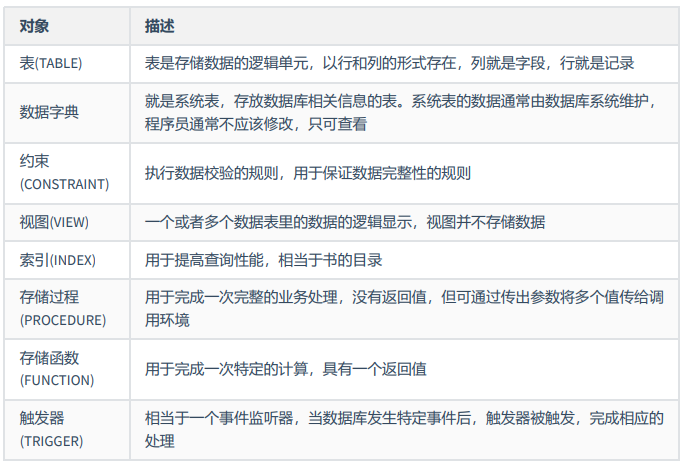 对象 描述
表(TABLE) 表是存储数据的逻辑单元，以行和列的形式存在，列就是字段，行就是记录
数据字典 就是系统表，存放数据库相关信息的表。系统表的数据通常由数据库系统维护，
程序员通常不应该修改，只可查看
约束
(CONSTRAINT)
执行数据校验的规则，用于保证数据完整性的规则
视图(VIEW) 一个或者多个数据表里的数据的逻辑显示，视图并不存储数据
索引(INDEX) 用于提高查询性能，相当于书的目录
存储过程
(PROCEDURE)
用于完成一次完整的业务处理，没有返回值，但可通过传出参数将多个值传给调
用环境
存储函数
(FUNCTION)
用于完成一次特定的计算，具有一个返回值
触发器
(TRIGGER)
相当于一个事件监听器，当数据库发生特定事件后，触发器被触发，完成相应的
处理